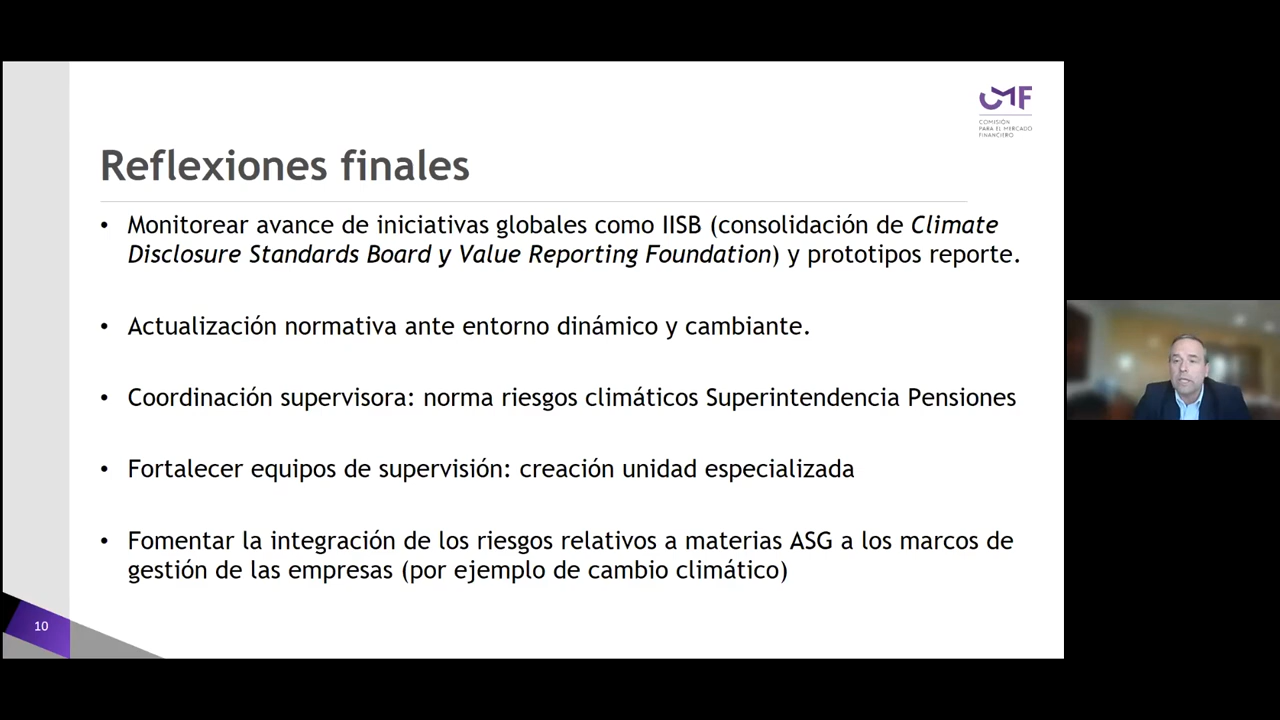 CMF
COMISIÓN
PARA EL MERCADO
FINANCIERO
Reflexiones finales
• Monitorear avance de iniciativas globales como IISB (consolidación de Climate
Disclosure Standards Board y Value Reporting Foundation) y prototipos reporte.
• Actualización normativa ante entorno dinámico y cambiante.
• Coordinación supervisora: norma riesgos climáticos Superintendencia Pensiones
• Fortalecer equipos de supervisión: creación unidad especializada
• Fomentar la integración de los riesgos relativos a materias ASG a los marcos de
gestión de las empresas (por ejemplo de cambio climático)
10